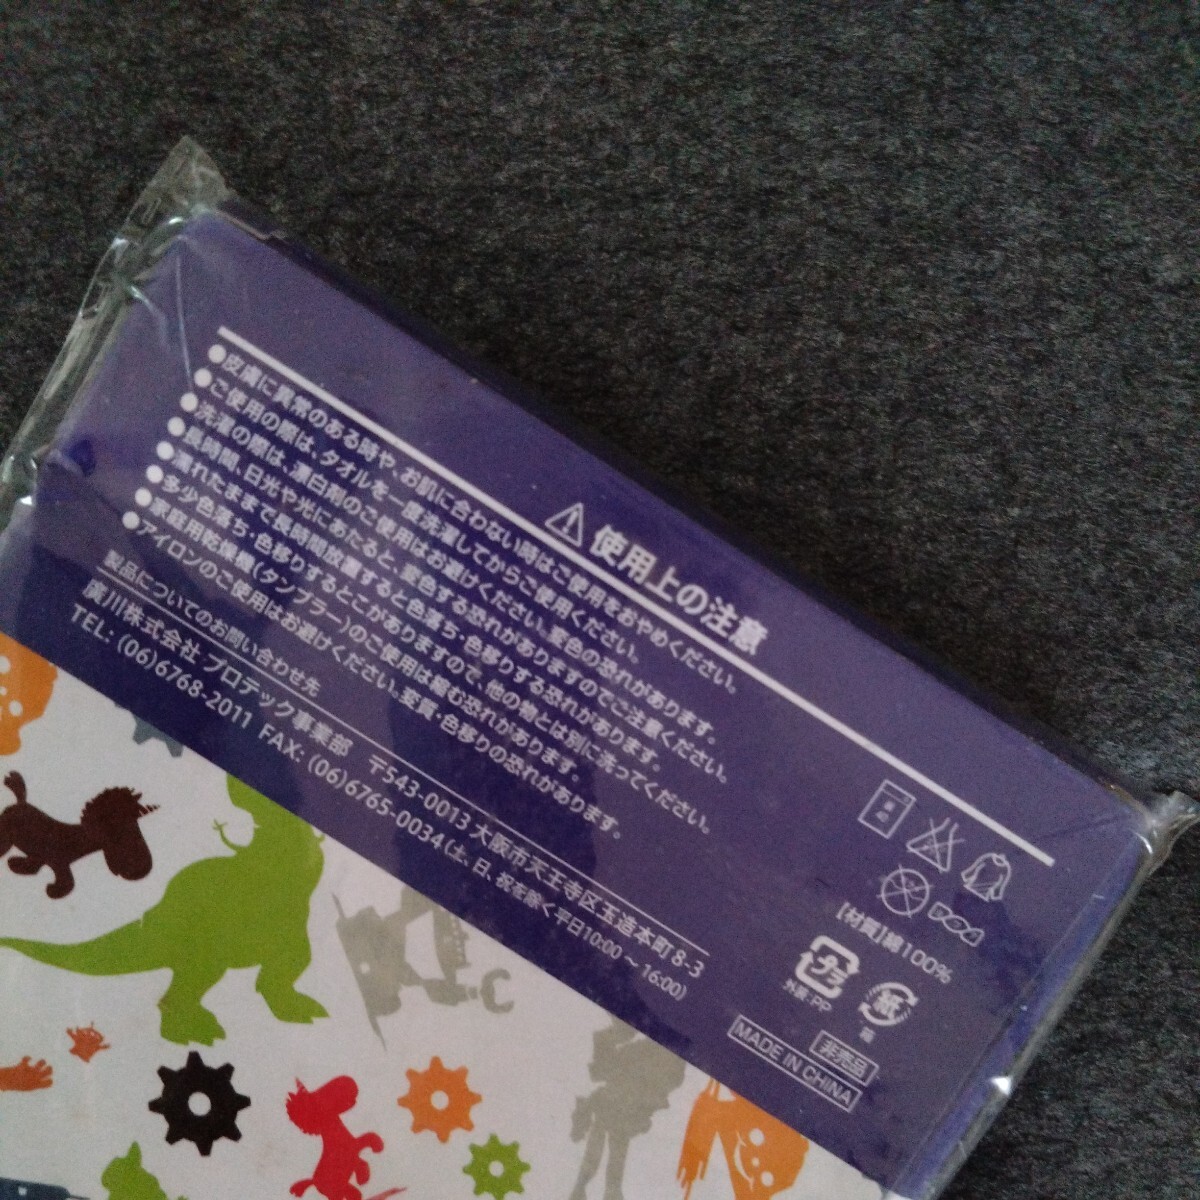 ⚠使用上の注意
●皮膚に異常のある時や、お肌に合わない時はご使用をおやめください。
●ご使用の際は、タオルを一度洗濯してからご使用ください。
●洗濯の際は、漂白剤のご使用はお避けください。変色の恐れがあります。
●長時間、日光や光にあたると、変色する恐れがありますのでご注意ください。
●濡れたままで長時間放置すると色落ち・色移りする恐れがあります。
●多少色落ち・色移りすることがありますので、他の物とは別に洗ってください。
●家庭用乾燥機(タンブラー)のご使用は縮む恐れがあります。
●アイロンのご使用はお避けください。変質・色移りの恐れがあります。
製品についてのお問い合わせ先
廣川株式会社 プロテック事業部 〒543-0013 大阪市天王寺区玉造本町8-3
TEL: (06)6768-2011 FAX: (06)6765-0034(土、日、祝を除く平日10:00～16:00)
【材質】綿100%
プラ
外装:PP
紙
箱
非売品
MADE IN CHINA